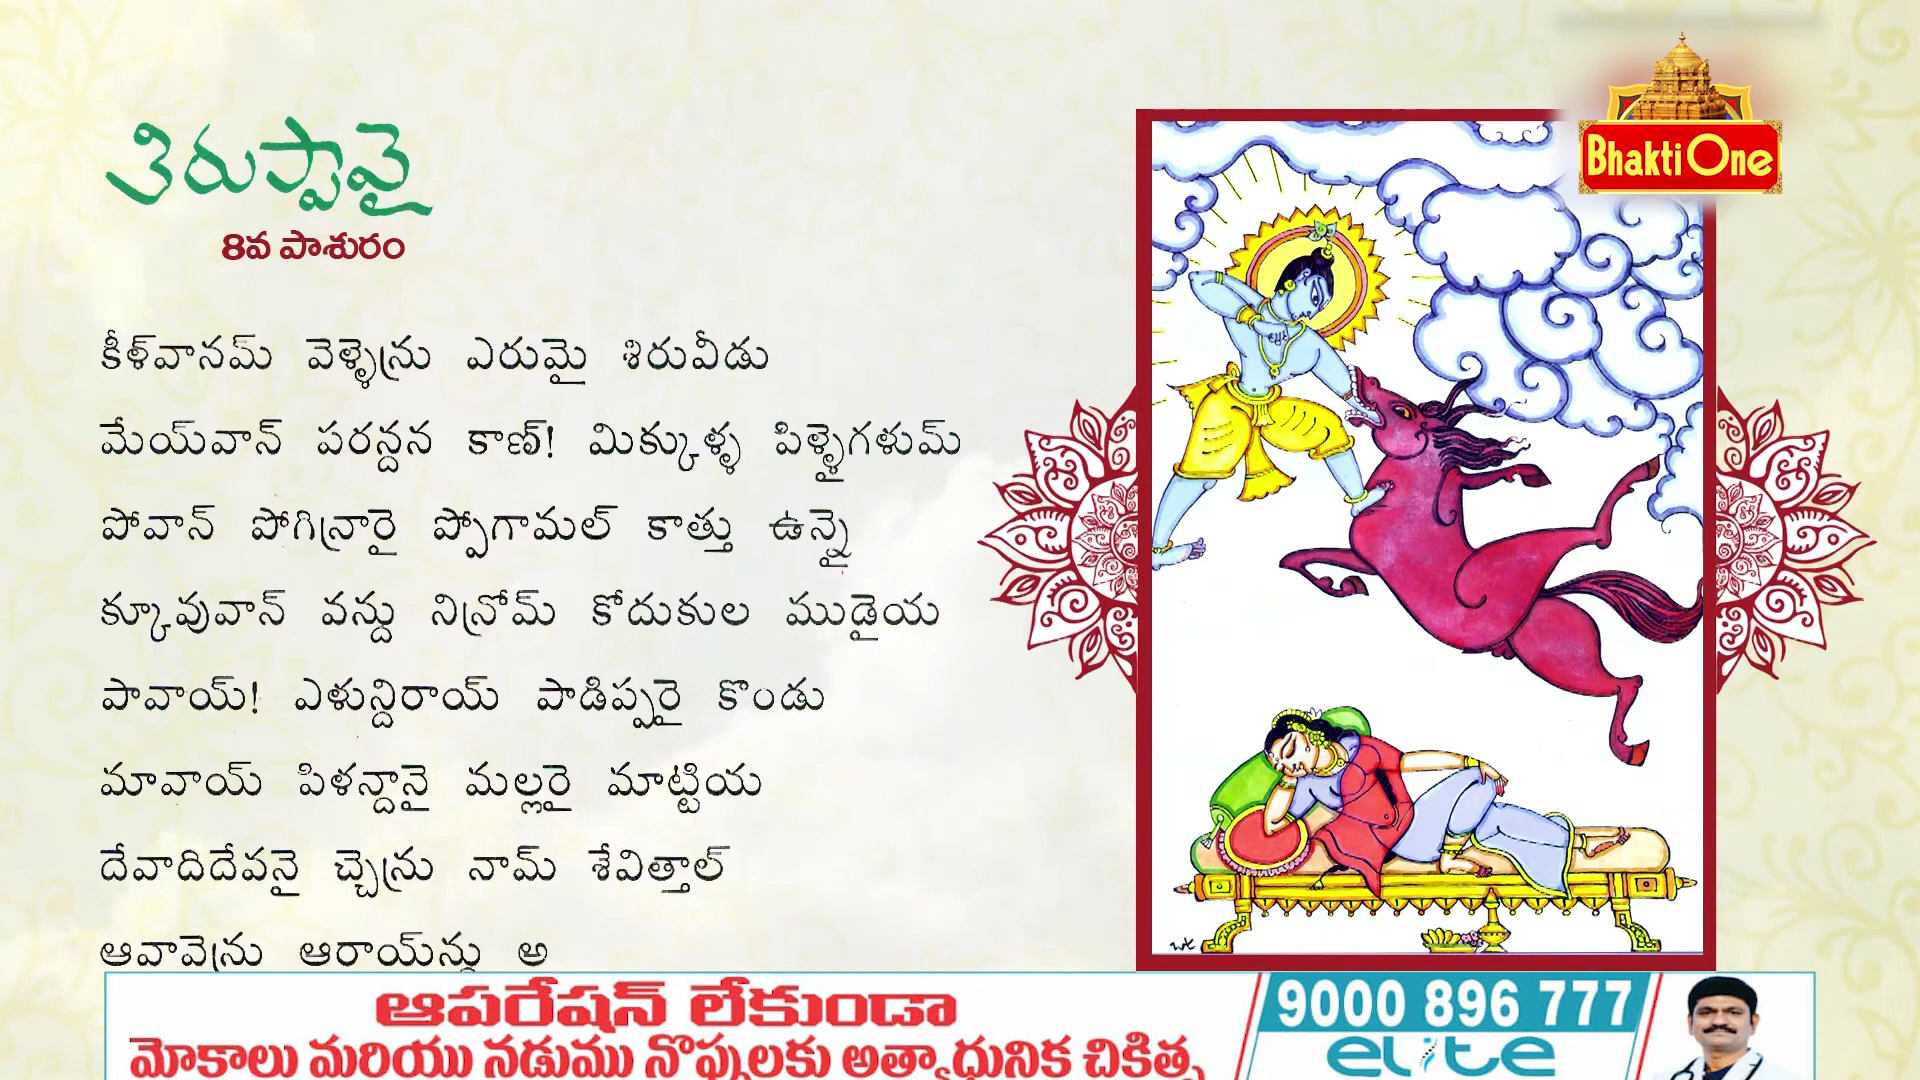 తిరుప్పావై
8వ పాశురం
కీళ్‌వానమ్ వెళ్ళెన్రు ఎరుమై శిరువీడు
మేయ్‌వాన్ పరన్దన కాణ్! మిక్కుళ్ళ పిళ్ళైగళుమ్
పోవాన్ పోగిన్రారై ప్పోగామల్ కాత్తు ఉన్నై
క్కూవువాన్ వన్దు నిన్రోమ్ కోదుకుల ముడైయ
పావాయ్! ఎళున్దిరాయ్ పాడిప్పరై కొండు
మావాయ్ పిళన్దానై మల్లరై మాట్టియ
దేవాదిదేవనై చ్చెన్రు నామ్ శేవిత్తాల్
ఆవావెన్రు ఆరాయ్‌న్దు అ
Bhakti One
ఆపరేషన్ లేకుండా
మోకాలు మరియు నడుము నొప్పులకు అత్యాధునిక చికిత్స
9000 896 777
elite